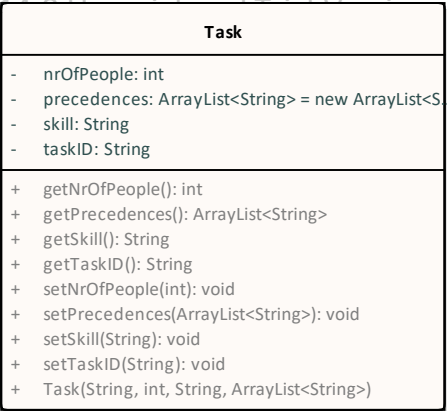 Task
- nrOfPeople: int
- precedences: ArrayList<String> = new ArrayList<S...
- skill: String
- taskID: String
+ getNrOfPeople(): int
+ getPrecedences(): ArrayList<String>
+ getSkill(): String
+ getTaskID(): String
+ setNrOfPeople(int): void
+ setPrecedences(ArrayList<String>): void
+ setSkill(String): void
+ setTaskID(String): void
+ Task(String, int, String, ArrayList<String>)